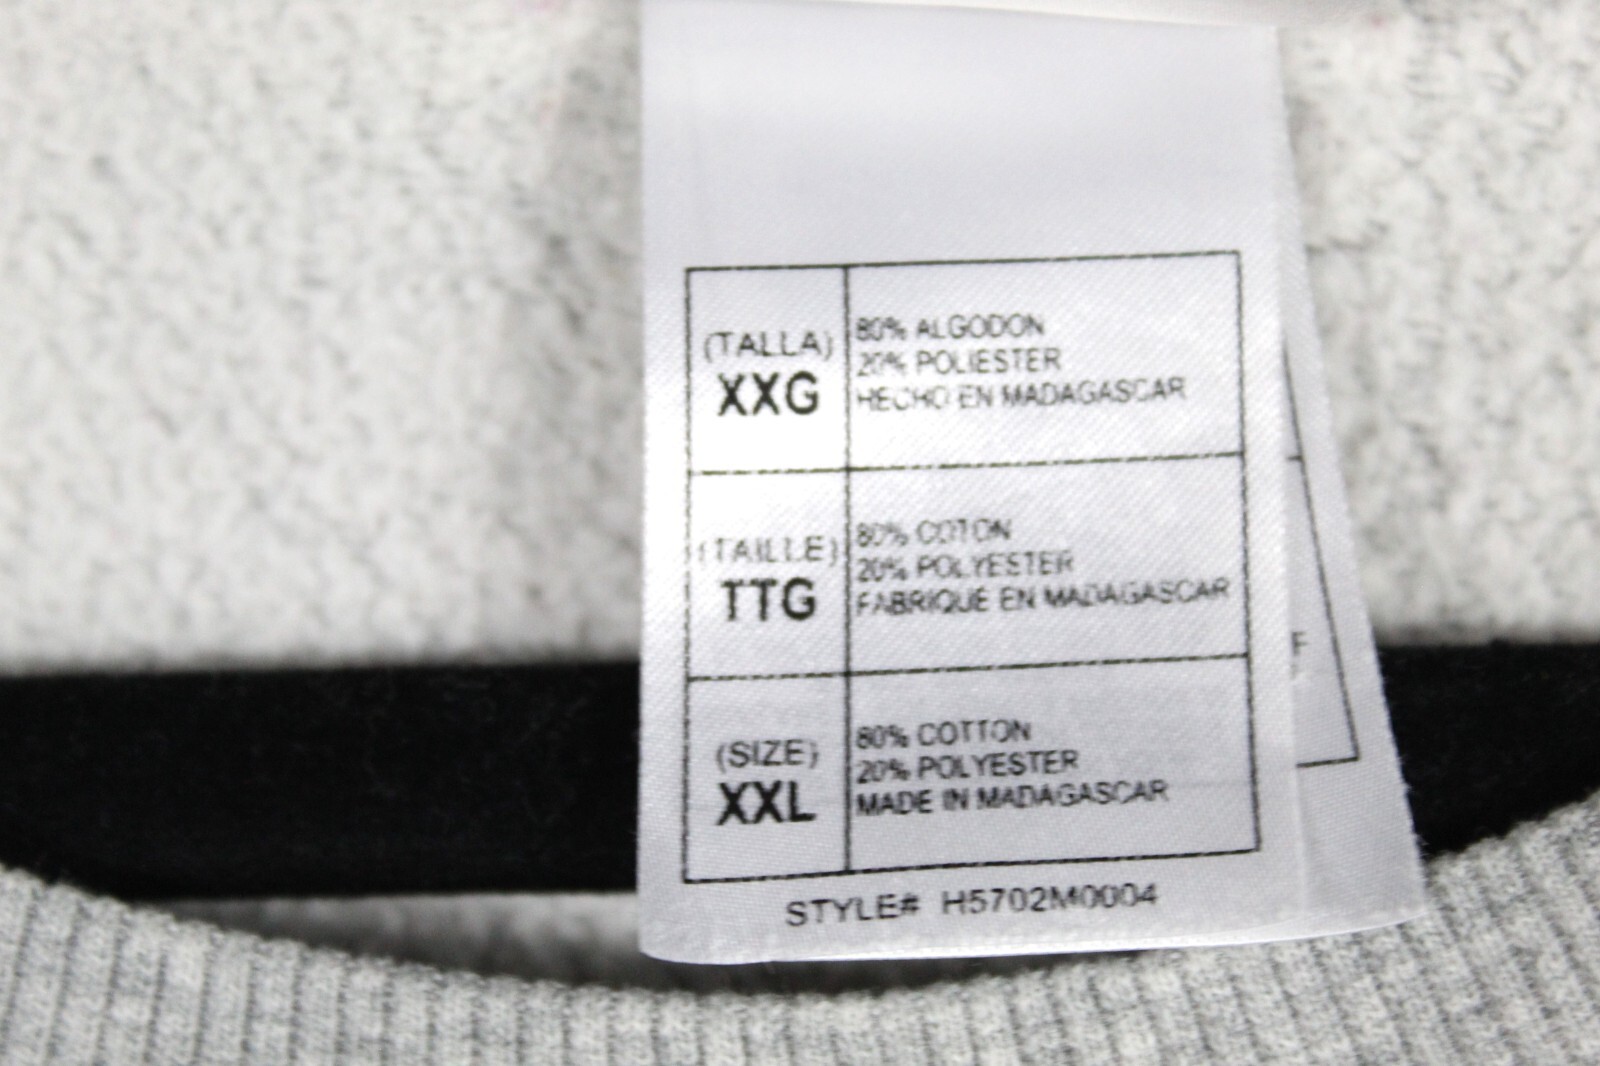 (TALLA)
XXG
80% ALGODON
20% POLIESTER
HECHO EN MADAGASCAR
(TAILLE)
TTG
80% COTON
20% POLYESTER
FABRIQUE EN MADAGASCAR
(SIZE)
XXL
80% COTTON
20% POLYESTER
MADE IN MADAGASCAR
STYLE# H5702M0004